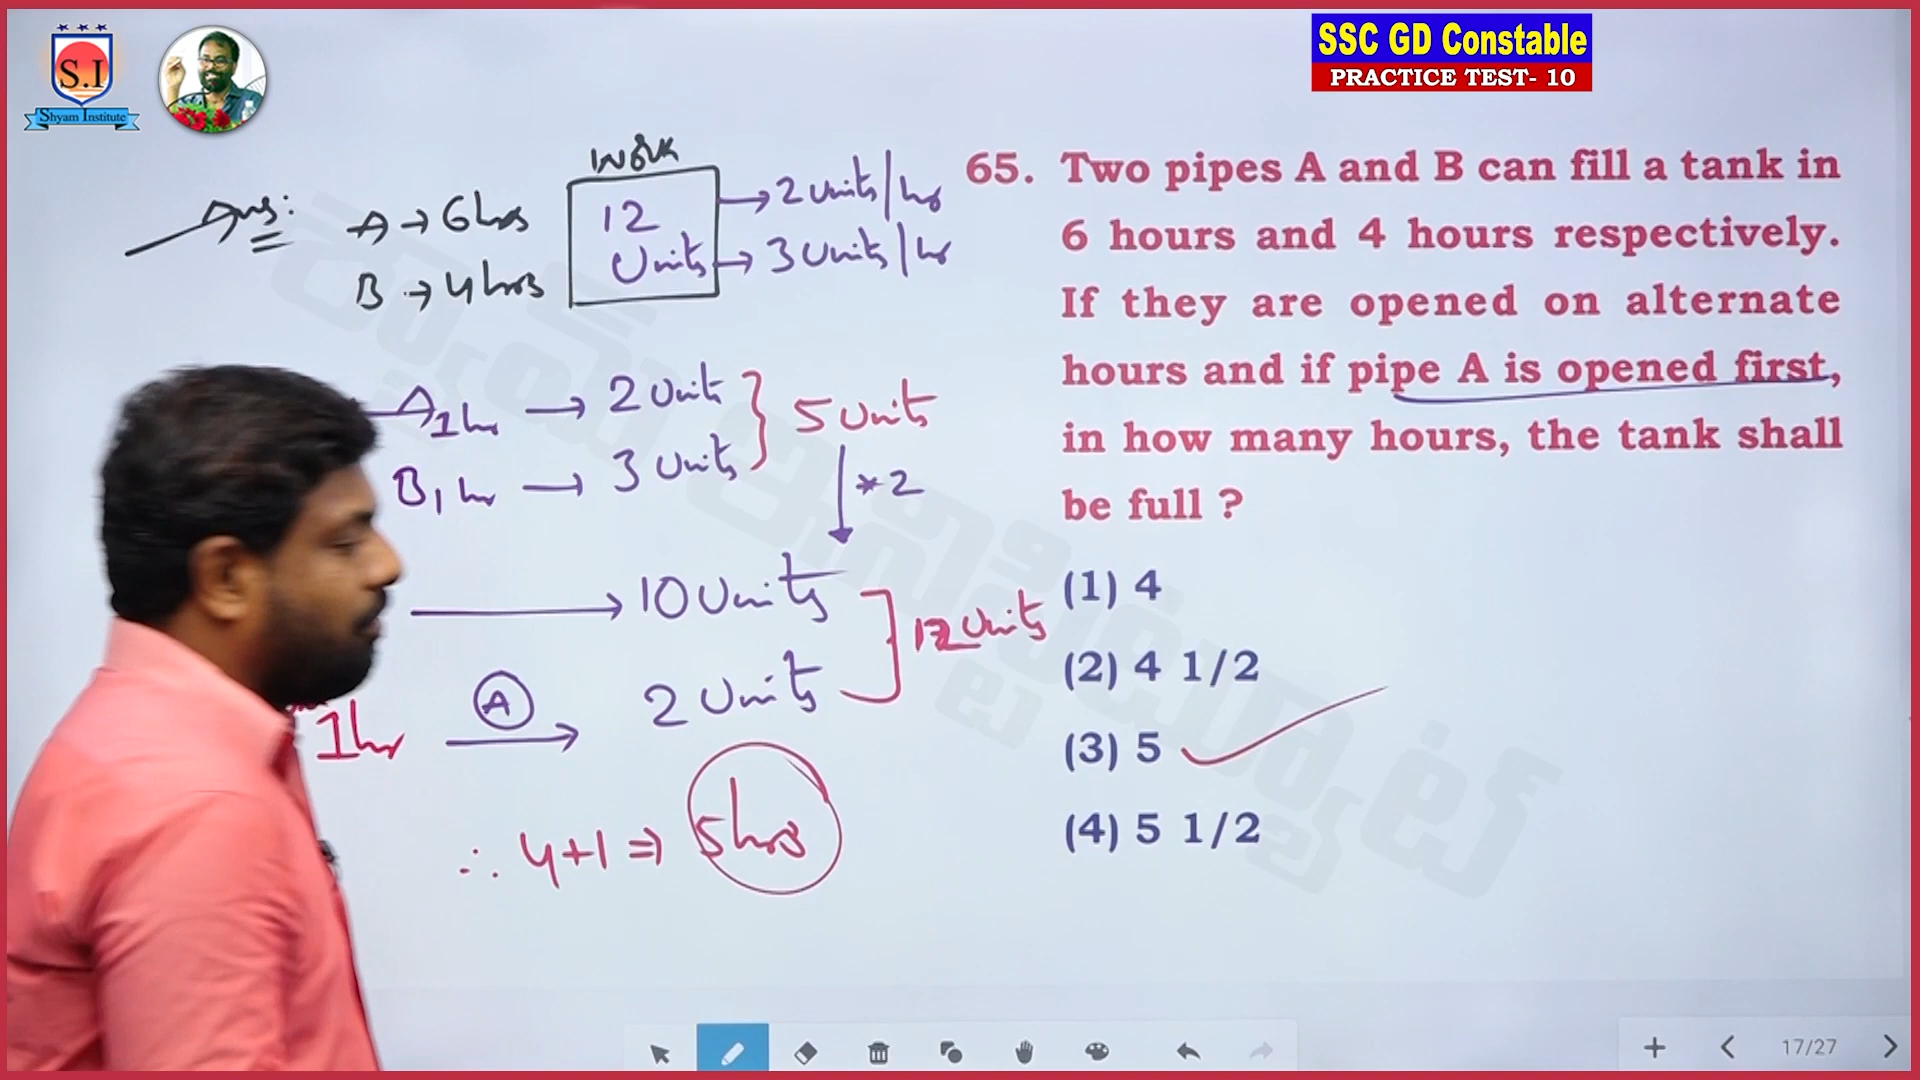 S.I
Shyam Institute
SSC GD Constable
PRACTICE TEST- 10
65. Two pipes A and B can fill a tank in
6 hours and 4 hours respectively.
If they are opened on alternate
hours and if pipe A is opened first,
in how many hours, the tank shall
be full ?
(1) 4
(2) 4 1/2
(3) 5
(4) 5 1/2
Ans:
A → 6 hrs
B → 4 hrs
Work
12
Units
→ 2 Units/hr
→ 3 Units/hr
A 1hr → 2 Units
B 1hr → 3 Units
} 5 Units
*2
→ 10 Units
1hr A → 2 Units
] 12 Units
∴ 4+1 ⇒ 5hrs
17/27